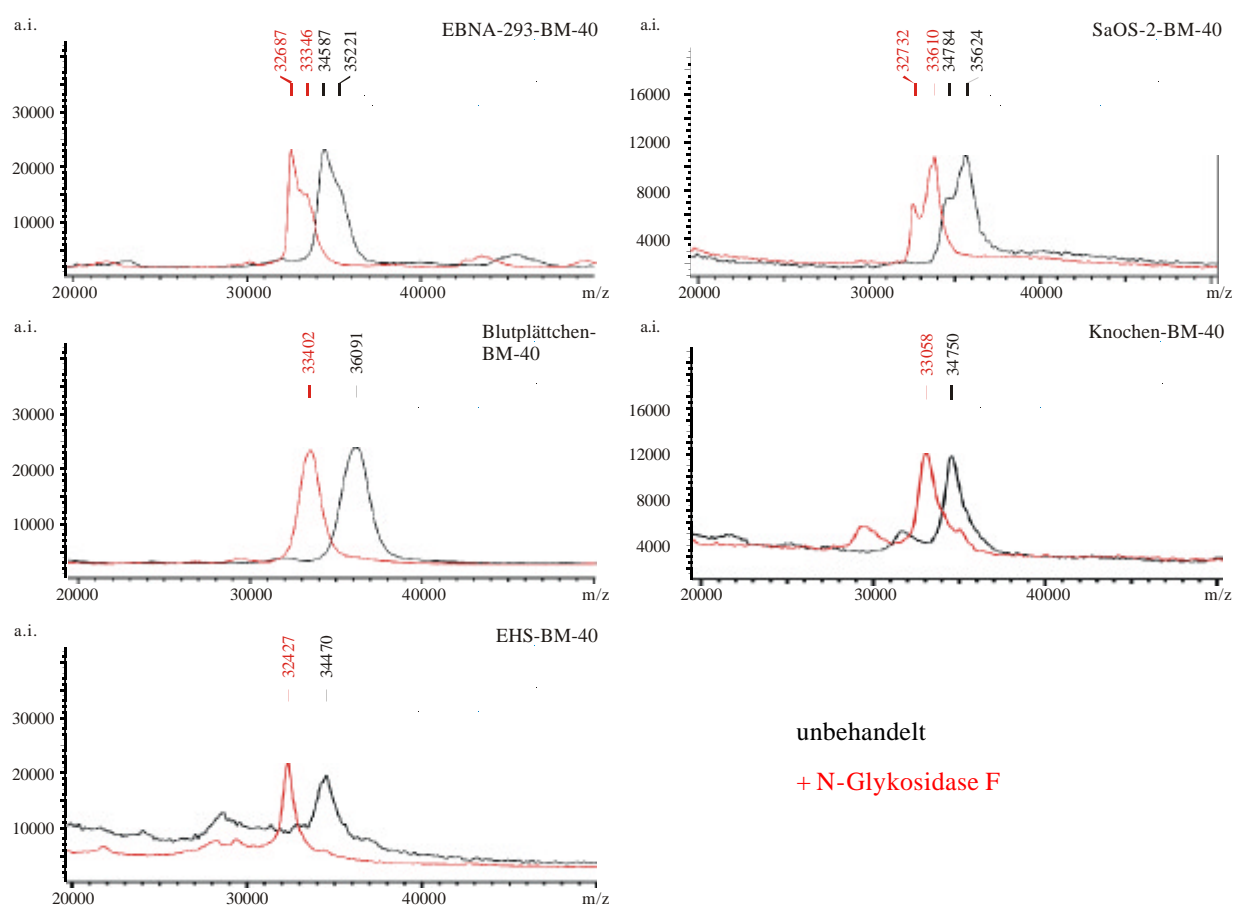 a.i.
EBNA-293-BM-40
32687
33346
34587
35221
30000
20000
10000
20000
30000
40000
m/z
a.i.
SaOS-2-BM-40
32732
33610
34784
35624
16000
12000
8000
4000
20000
30000
40000
m/z
a.i.
Blutplättchen-
BM-40
33402
36091
30000
20000
10000
20000
30000
40000
m/z
a.i.
Knochen-BM-40
33058
34750
16000
12000
8000
4000
20000
30000
40000
m/z
a.i.
EHS-BM-40
32427
34470
30000
20000
10000
20000
30000
40000
m/z
unbehandelt
+ N-Glykosidase F